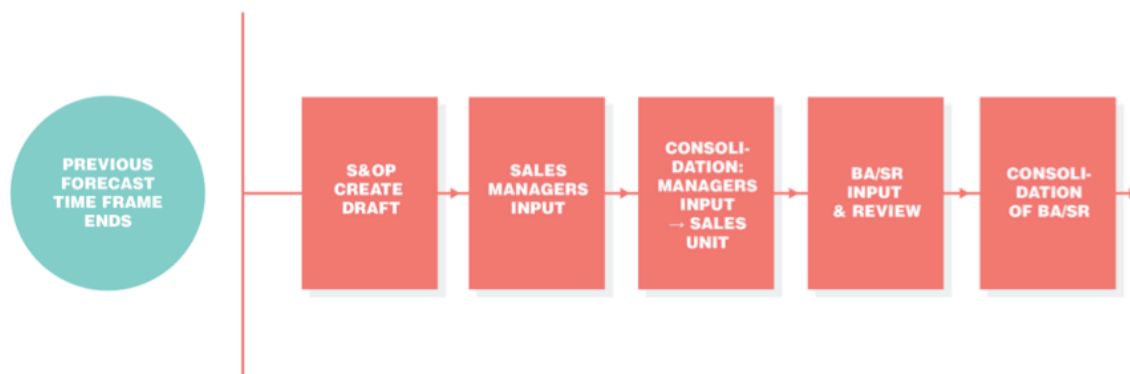 PREVIOUS
FORECAST
TIME FRAME
ENDS
S&OP
CREATE
DRAFT
SALES
MANAGERS
INPUT
CONSOLI-
DATION:
MANAGERS
INPUT
→ SALES
UNIT
BA/SR
INPUT
& REVIEW
CONSOLI-
DATION
OF BA/SR